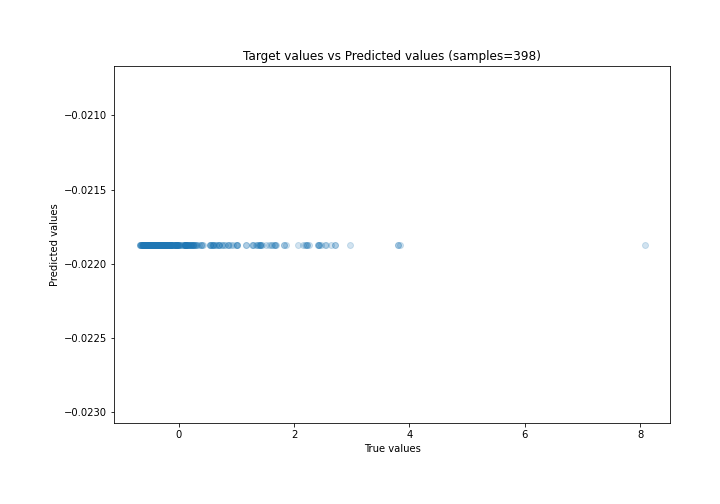 Target values vs Predicted values (samples=398)
−0.0210
−0.0215
−0.0220
−0.0225
−0.0230
Predicted values
0 2 4 6 8
True values